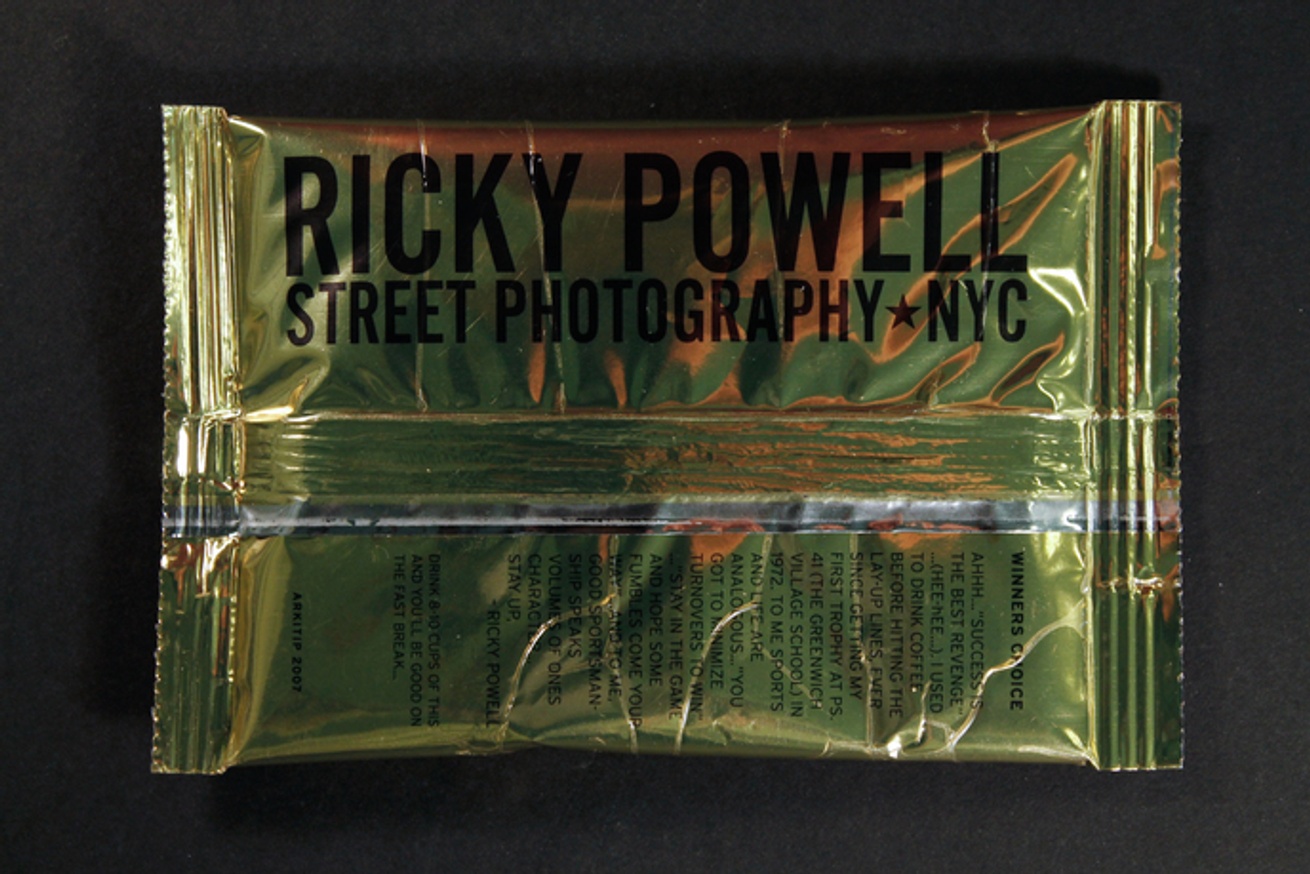 RICKY POWELL
STREET PHOTOGRAPHY★NYC
WINNERS CHOICE
AHHH... "SUCCESS IS
THE BEST REVENGE"
...(HEE-HEE...). I USED
TO DRINK COFFEE
BEFORE HITTING THE
LAY-UP LINES, EVER
SINCE GETTING MY
FIRST TROPHY AT P.S.
41 (THE GREENWICH
VILLAGE SCHOOL) IN
1972. TO ME SPORTS
AND LIFE ARE
ANALOGOUS... "YOU
GOT TO MINIMIZE
TURNOVERS TO WIN"
... "STAY IN THE GAME
AND HOPE SOME
FUMBLES COME YOUR
WAY"... AND TO ME,
GOOD SPORTSMAN-
SHIP SPEAKS
VOLUMES OF ONES
CHARACTER.
STAY UP,
- RICKY POWELL
DRINK 8-10 CUPS OF THIS
AND YOU'LL BE GOOD ON
THE FAST BREAK...
ARKITIP 2007